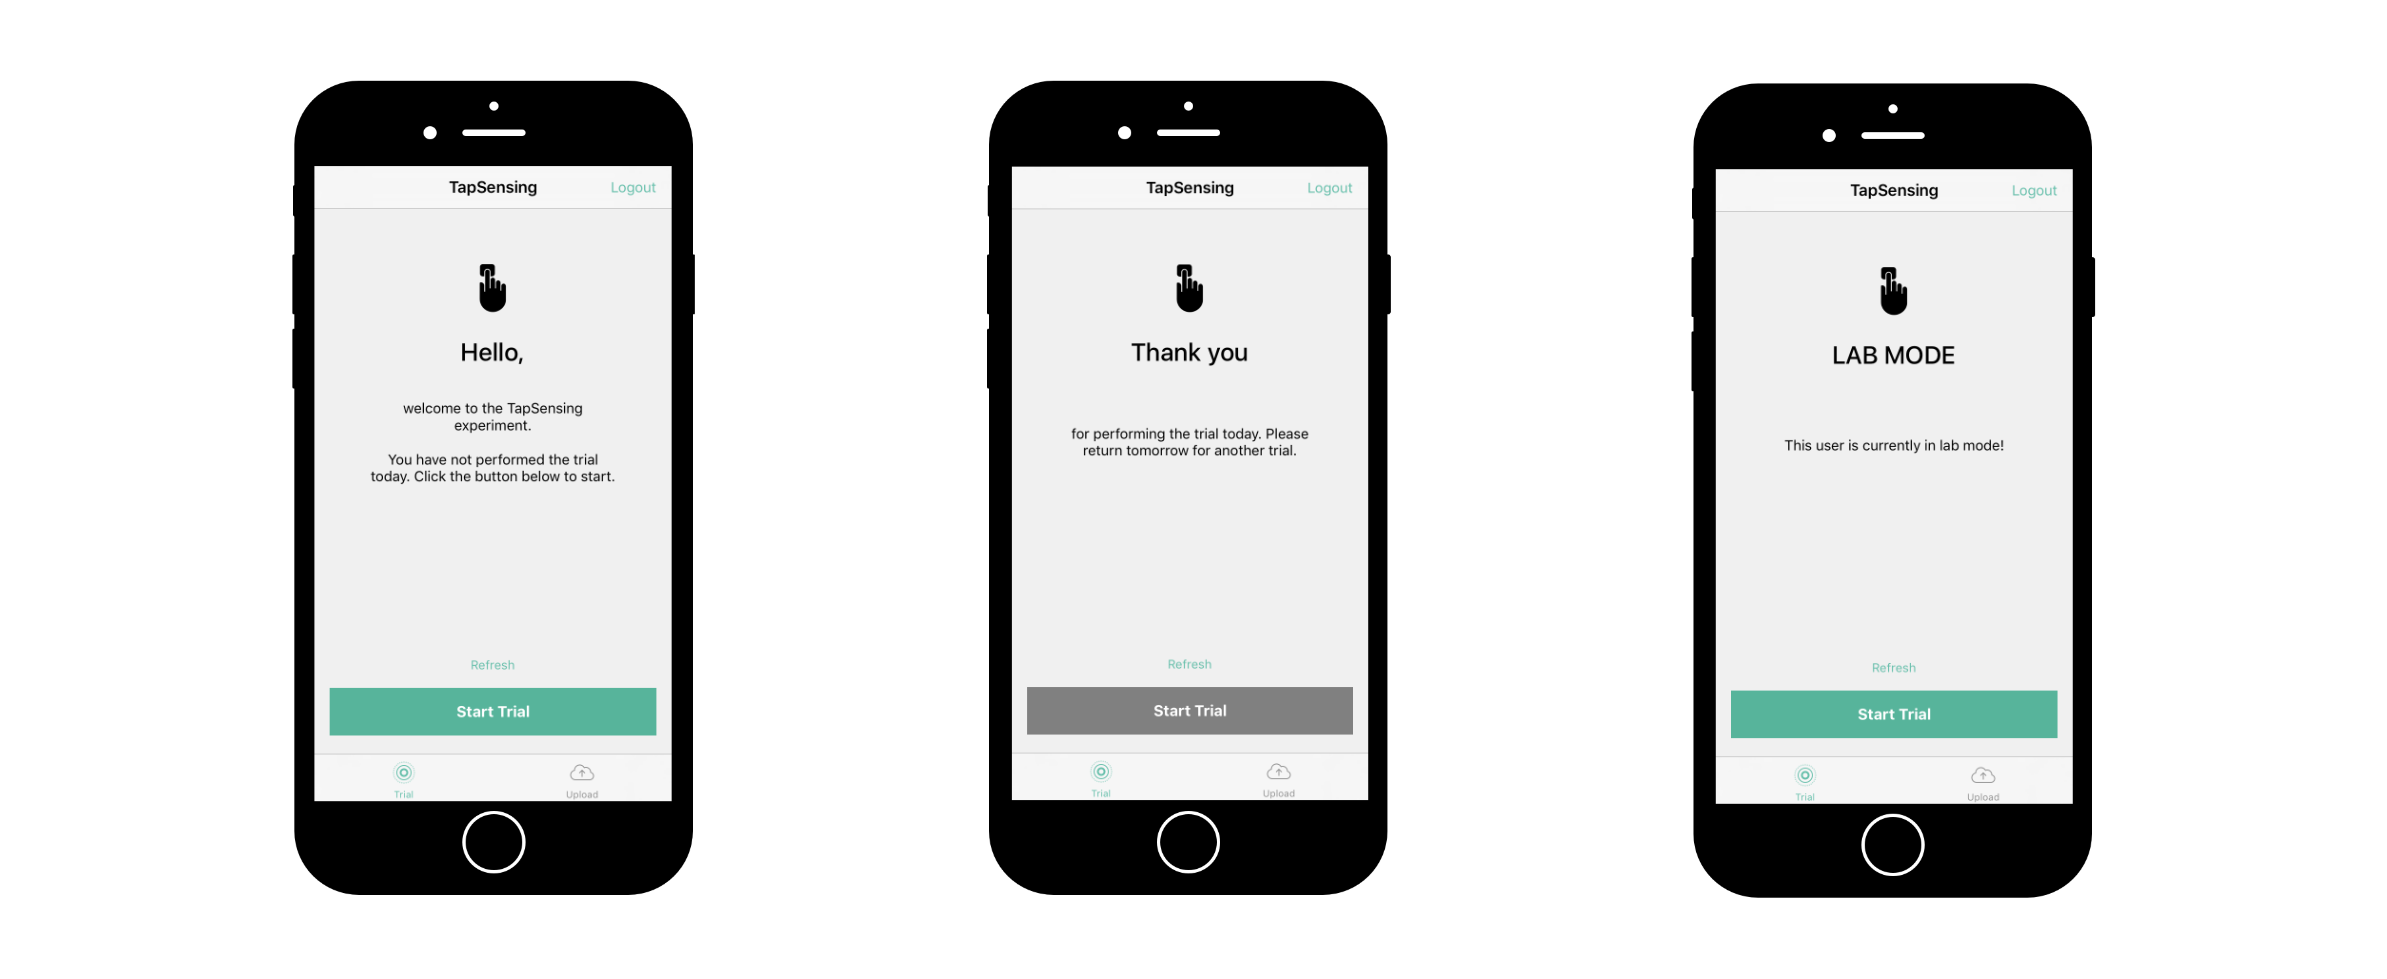 TapSensing
Logout
Hello,
welcome to the TapSensing
experiment.
You have not performed the trial
today. Click the button below to start.
Refresh
Start Trial
Trial
Upload
TapSensing
Logout
Thank you
for performing the trial today. Please
return tomorrow for another trial.
Refresh
Start Trial
Trial
Upload
TapSensing
Logout
LAB MODE
This user is currently in lab mode!
Refresh
Start Trial
Trial
Upload